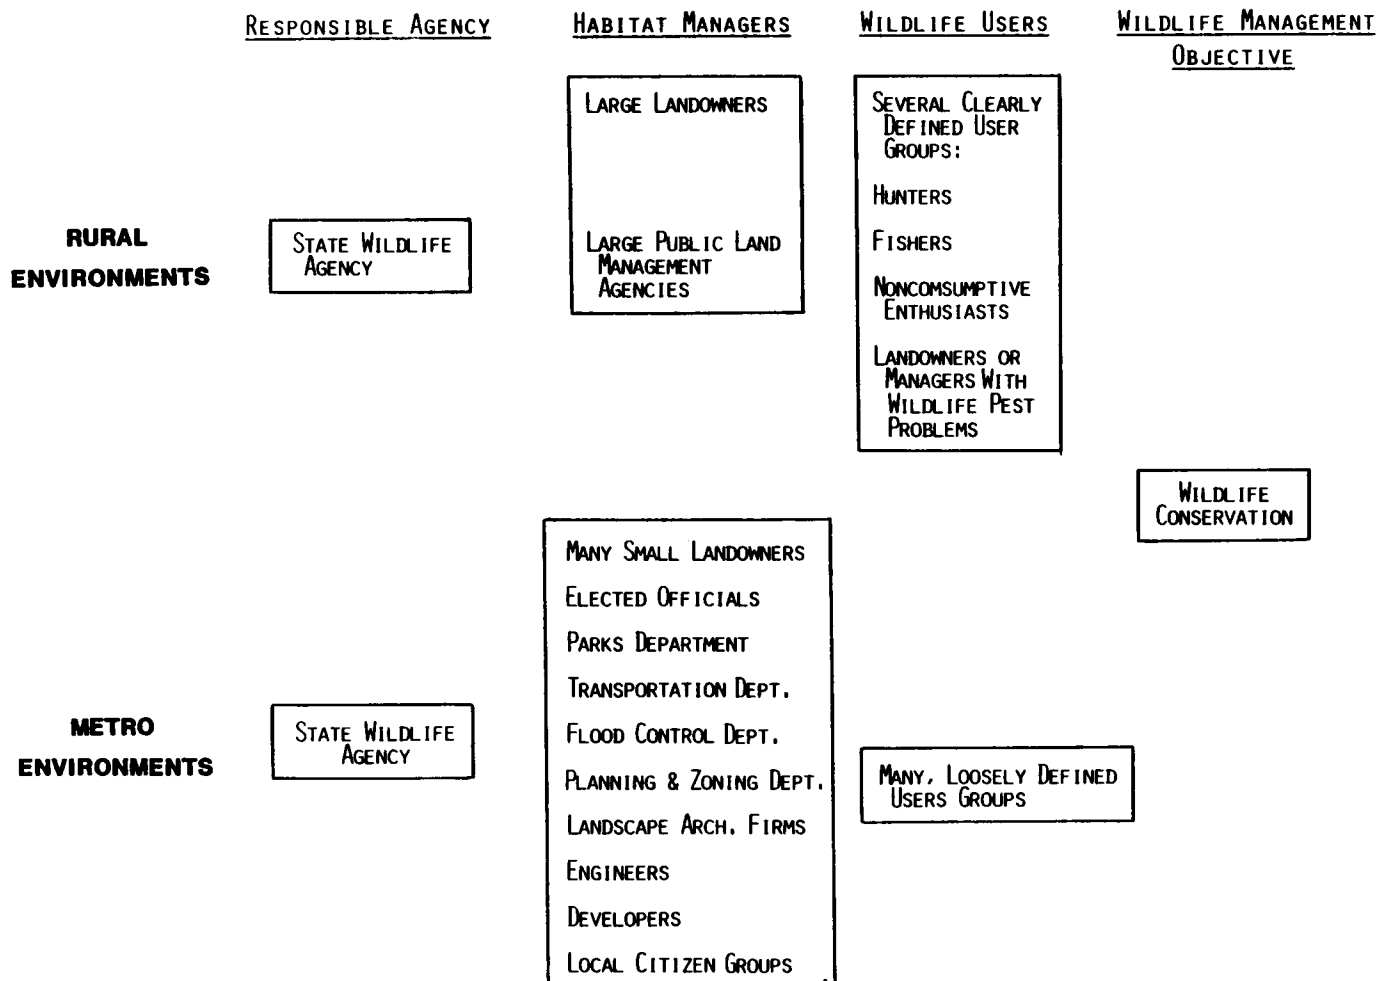 RESPONSIBLE AGENCY
HABITAT MANAGERS
WILDLIFE USERS
WILDLIFE MANAGEMENT
OBJECTIVE
RURAL
ENVIRONMENTS
STATE WILDLIFE
AGENCY
LARGE LANDOWNERS
LARGE PUBLIC LAND
MANAGEMENT
AGENCIES
SEVERAL CLEARLY
DEFINED USER
GROUPS:
HUNTERS
FISHERS
NONCOMSUMPTIVE
ENTHUSIASTS
LANDOWNERS OR
MANAGERS WITH
WILDLIFE PEST
PROBLEMS
WILDLIFE
CONSERVATION
METRO
ENVIRONMENTS
STATE WILDLIFE
AGENCY
MANY SMALL LANDOWNERS
ELECTED OFFICIALS
PARKS DEPARTMENT
TRANSPORTATION DEPT.
FLOOD CONTROL DEPT.
PLANNING & ZONING DEPT.
LANDSCAPE ARCH. FIRMS
ENGINEERS
DEVELOPERS
LOCAL CITIZEN GROUPS
MANY, LOOSELY DEFINED
USERS GROUPS